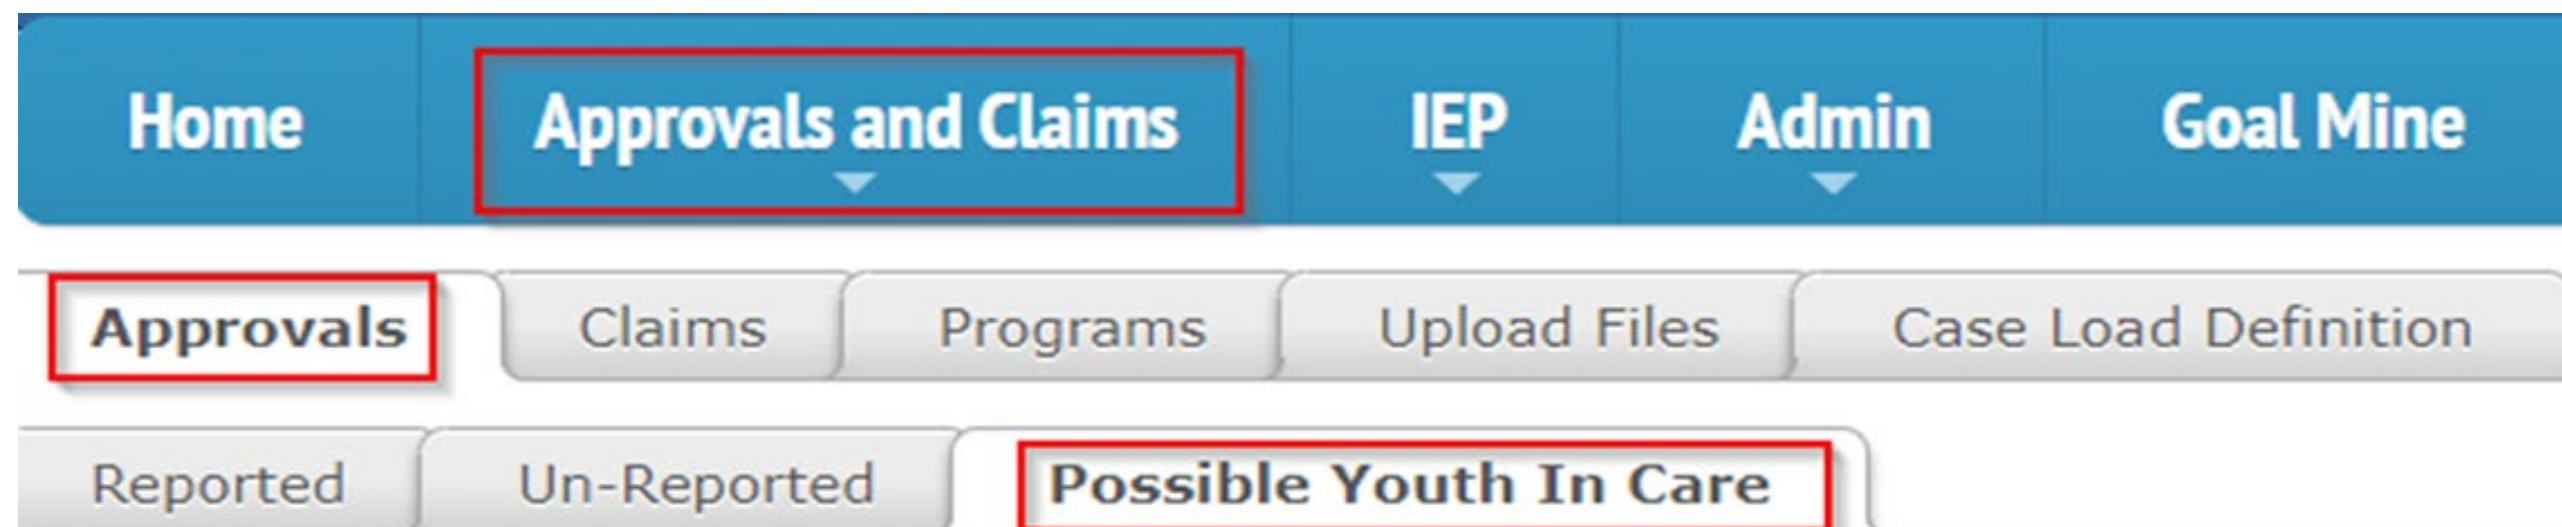 Home Approvals and Claims IEP Admin Goal Mine
Approvals Claims Programs Upload Files Case Load Definition
Reported Un-Reported Possible Youth In Care